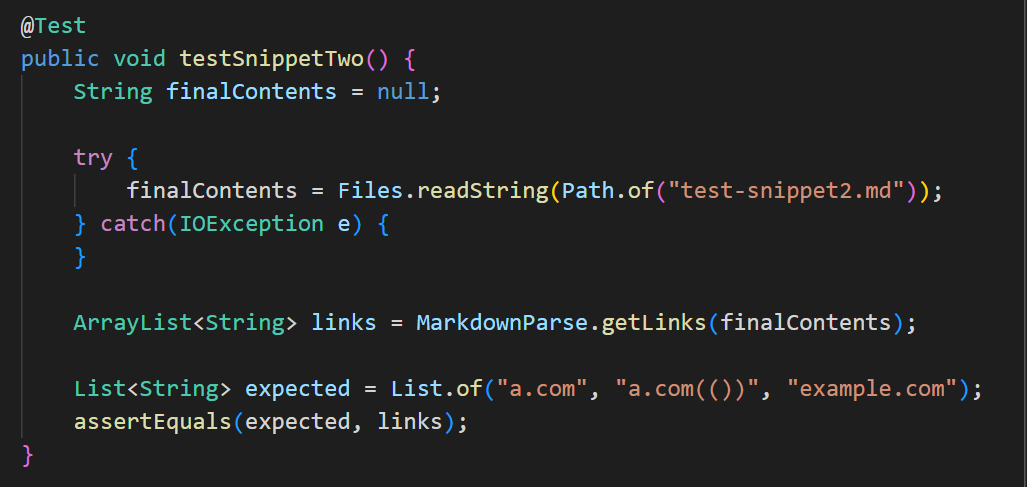 @Test
public void testSnippetTwo() {
    String finalContents = null;

    try {
        finalContents = Files.readString(Path.of("test-snippet2.md"));
    } catch(IOException e) {
    }

    ArrayList<String> links = MarkdownParse.getLinks(finalContents);

    List<String> expected = List.of("a.com", "a.com(())", "example.com");
    assertEquals(expected, links);
}